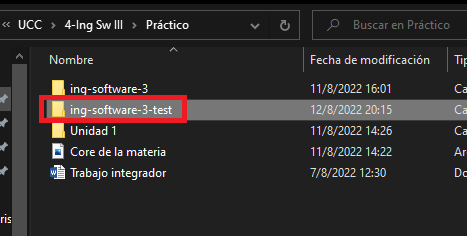 « UCC > 4-Ing Sw III > Práctico
Buscar en Práctico
Nombre Fecha de modificación
ing-software-3 11/8/2022 16:01 Ca
ing-software-3-test 12/8/2022 20:15 Ca
Unidad 1 11/8/2022 14:26 Ca
Core de la materia 11/8/2022 14:22 Ar
Trabajo integrador 7/8/2022 12:30 Do
ris